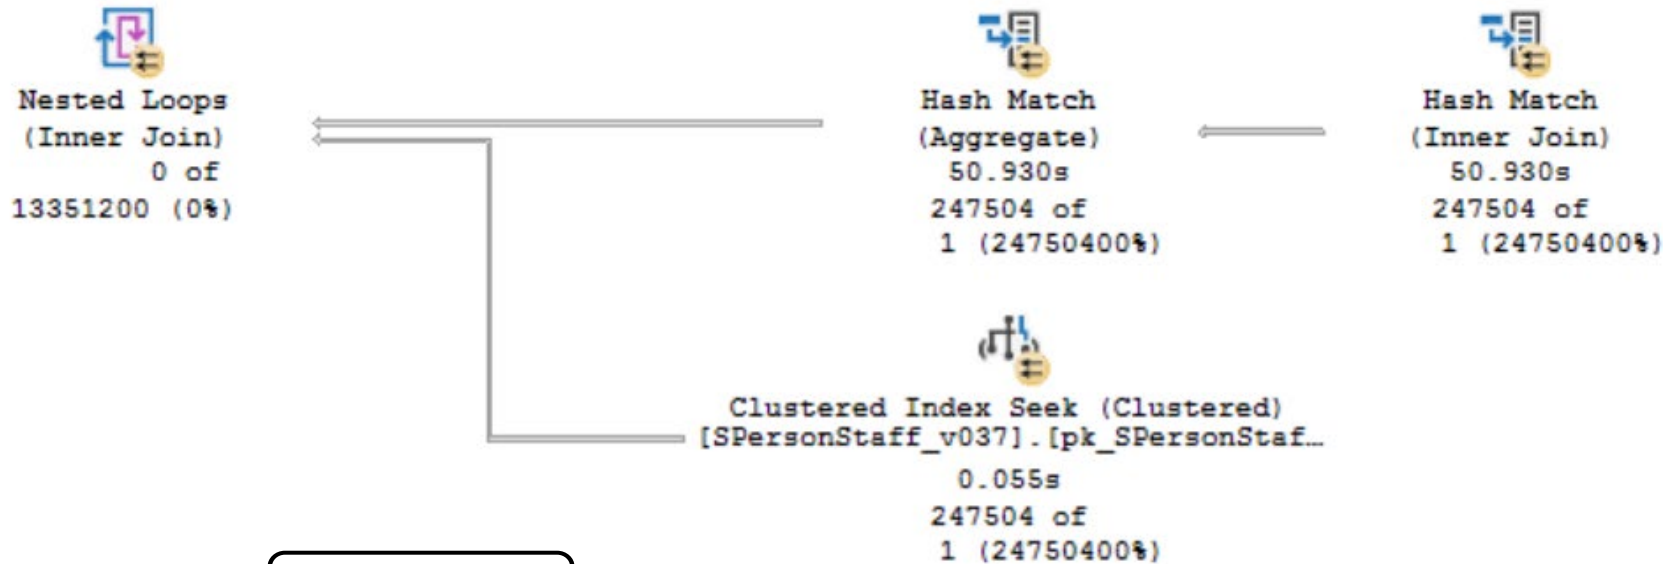 Nested Loops
(Inner Join)
0 of
13351200 (0%)
Hash Match
(Aggregate)
50.930s
247504 of
1 (24750400%)
Hash Match
(Inner Join)
50.930s
247504 of
1 (24750400%)
Clustered Index Seek (Clustered)
[SPersonStaff_v037].[pk_SPersonStaf…
0.055s
247504 of
1 (24750400%)